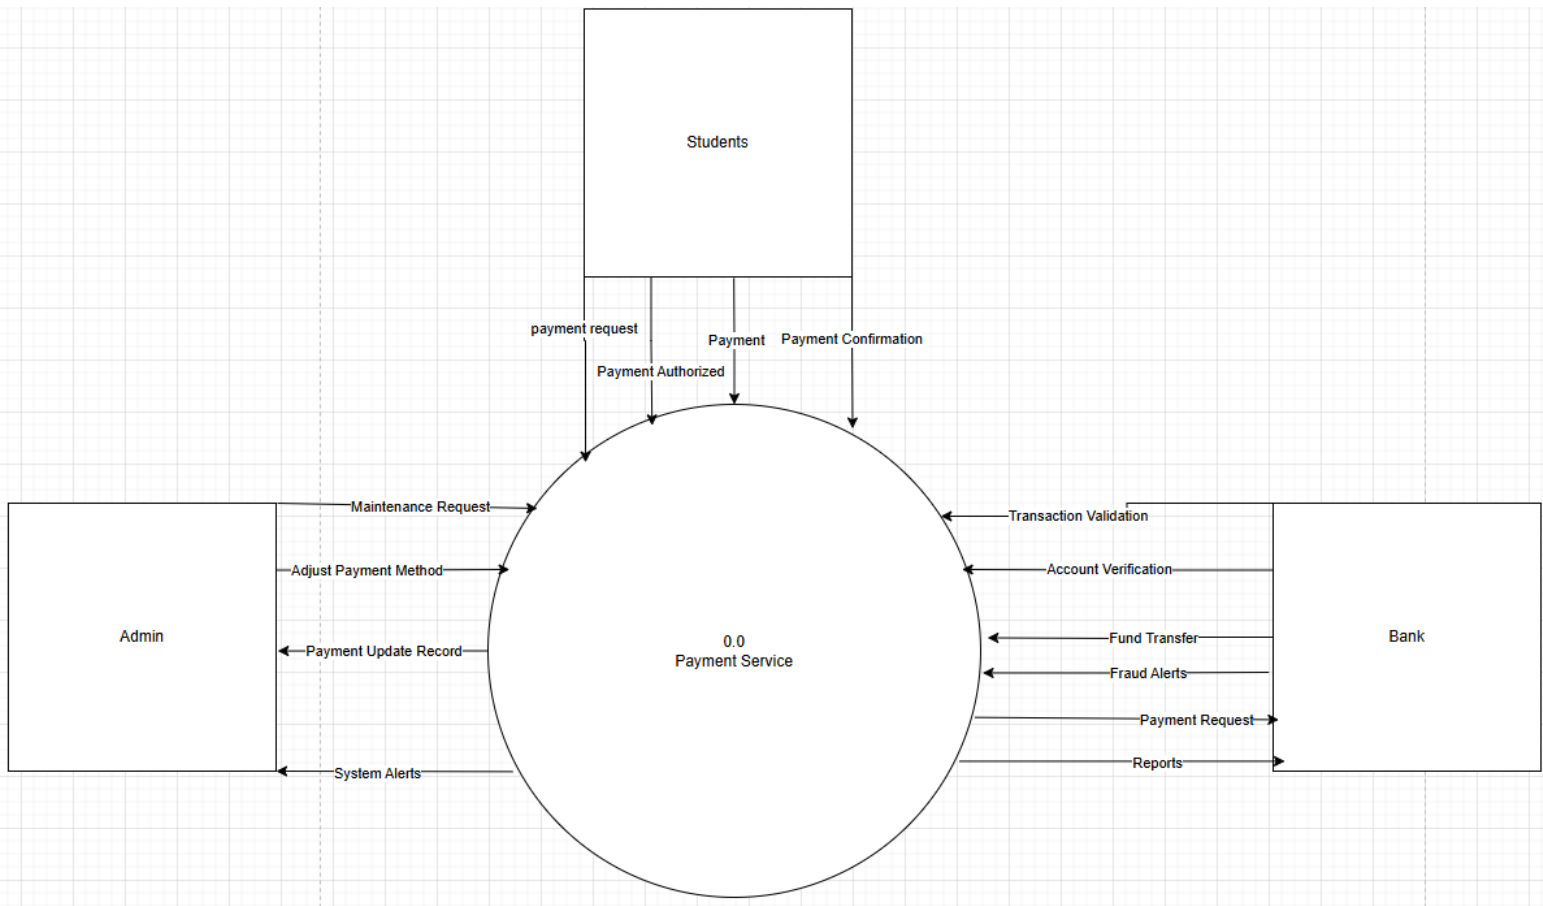 Students
payment request
Payment
Payment Confirmation
Payment Authorized
Maintenance Request
Transaction Validation
Adjust Payment Method
Account Verification
Admin
0.0
Payment Service
Bank
Fund Transfer
Payment Update Record
Fraud Alerts
Payment Request
Reports
System Alerts